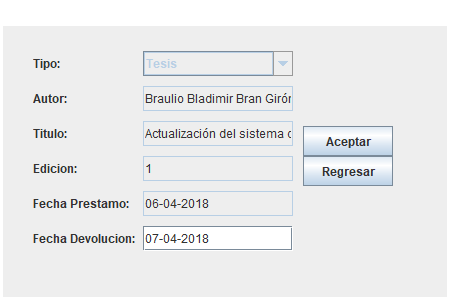 Tipo: Tesis
Autor: Braulio Bladimir Bran Girór
Titulo: Actualización del sistema c
Aceptar
Edicion: 1
Regresar
Fecha Prestamo: 06-04-2018
Fecha Devolucion: 07-04-2018